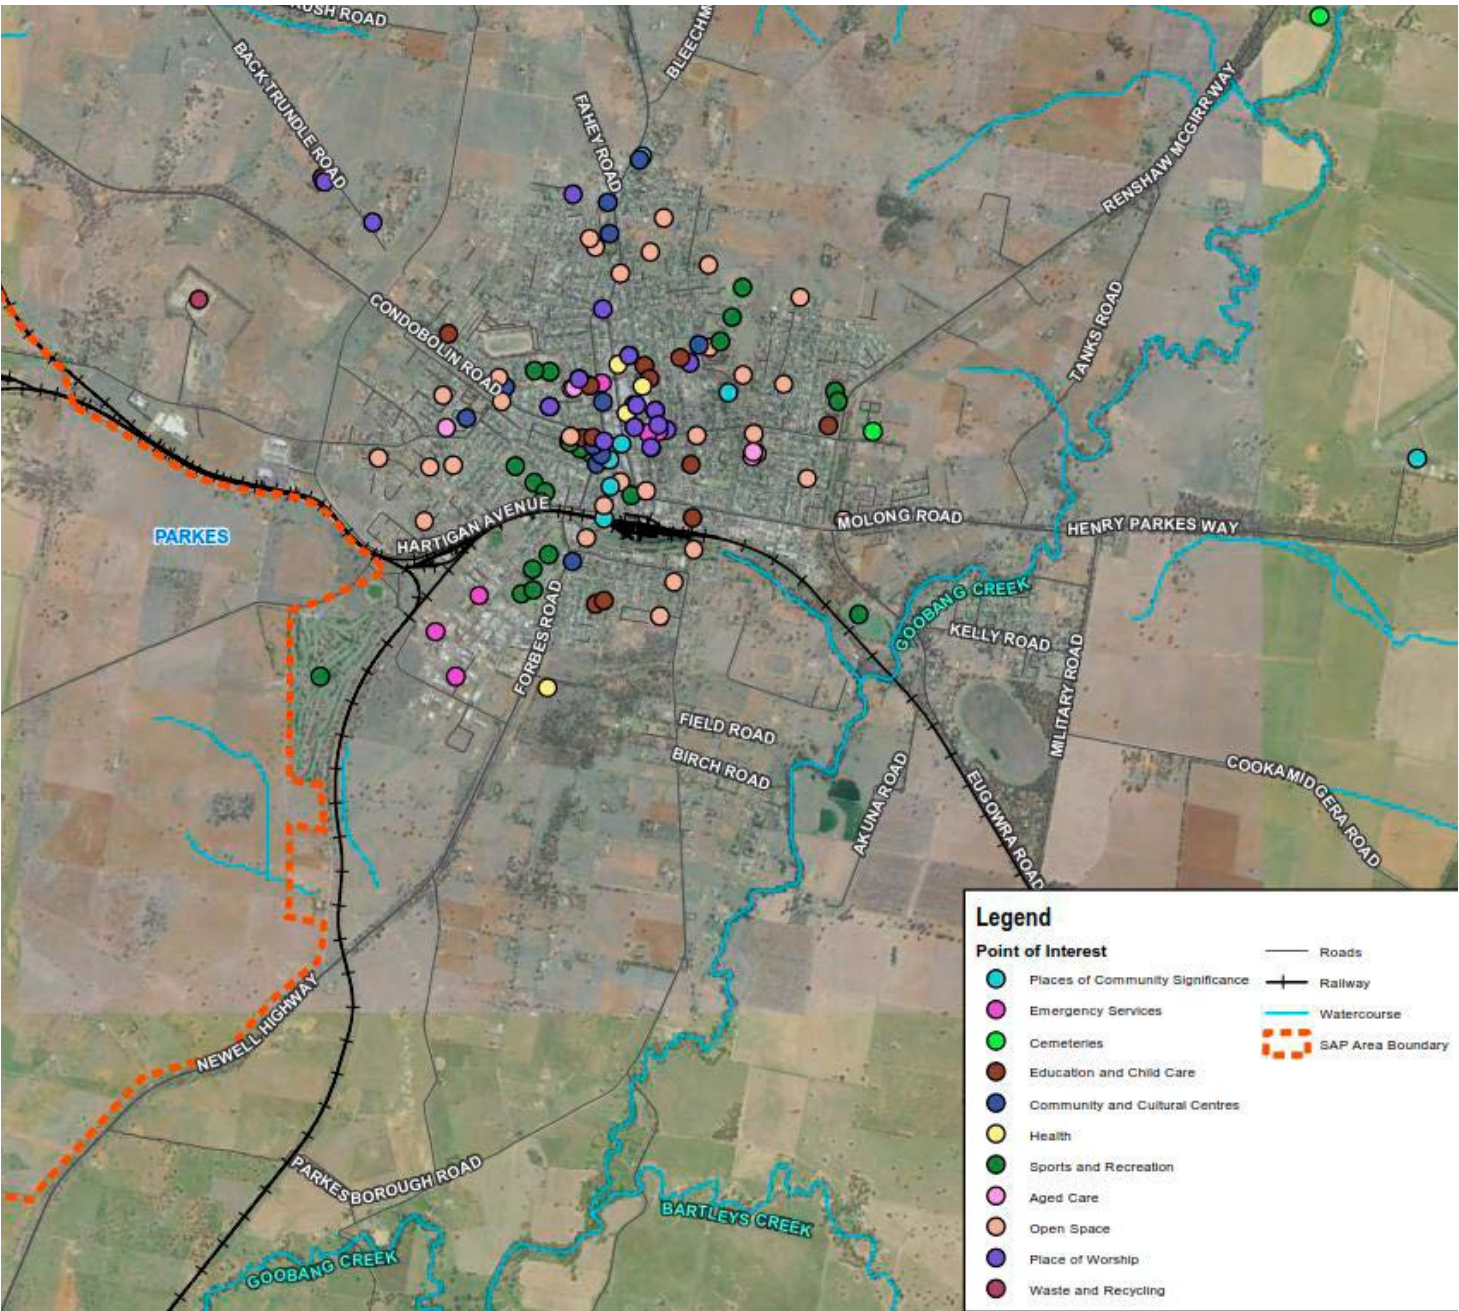 RUSH ROAD
BACK TRUNDLE ROAD
FAHEY ROAD
BLEECHM
RENSHAW MCGIRR WAY
CONDOBOLIN ROAD
TANKS ROAD
HARTIGAN AVENUE
MOLONG ROAD
HENRY PARKES WAY
PARKES
GOOBANG CREEK
KELLY ROAD
FORBES ROAD
MILITARY ROAD
FIELD ROAD
BIRCH ROAD
AKUNA ROAD
EUGOWRA ROAD
COOKAMIDGERA ROAD
NEWELL HIGHWAY
PARKESBOROUGH ROAD
BARTLEYS CREEK
GOOBANG CREEK
Legend
Point of Interest
Places of Community Significance
Emergency Services
Cemeteries
Education and Child Care
Community and Cultural Centres
Health
Sports and Recreation
Aged Care
Open Space
Place of Worship
Waste and Recycling
Roads
Railway
Watercourse
SAP Area Boundary